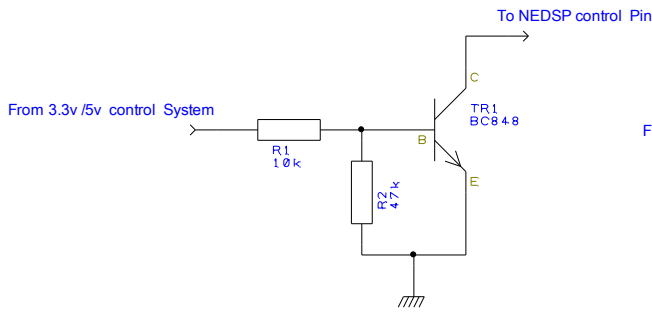 To NEDSP control Pin
C
From 3.3v /5v control System
TR1
BC848
F
B
R1
10k
E
R2
47k